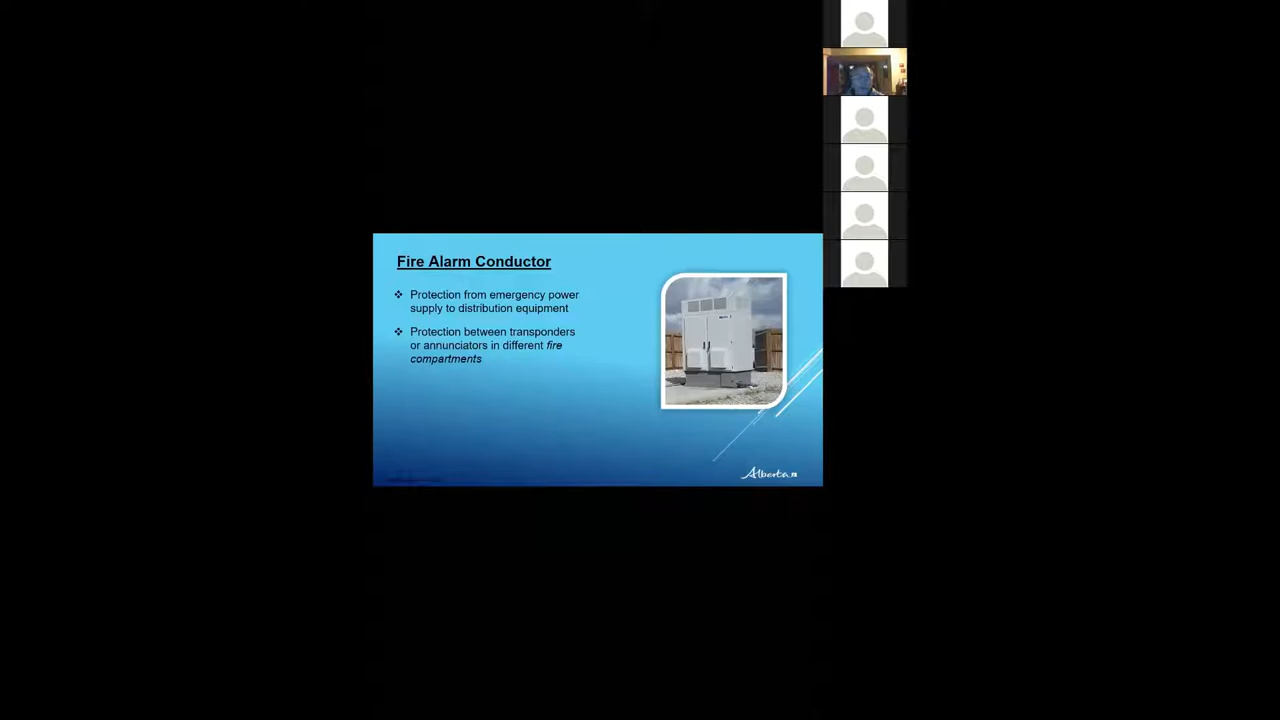 Fire Alarm Conductor
❖ Protection from emergency power
supply to distribution equipment
❖ Protection between transponders
or annunciators in different fire
compartments
Alberta